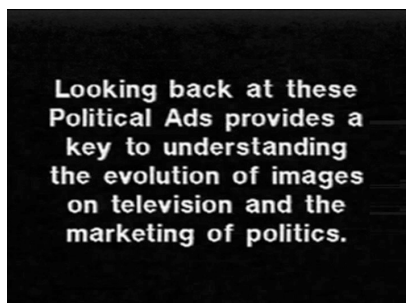 Looking back at these
Political Ads provides a
key to understanding
the evolution of images
on television and the
marketing of politics.